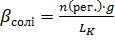 β_солі = n(рег.)·g / L_K